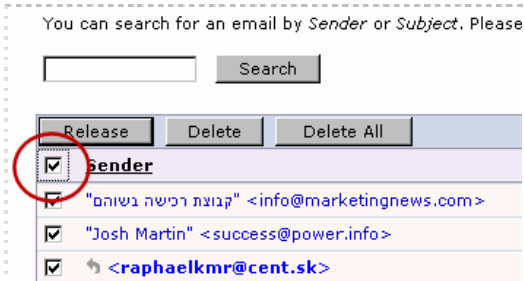 You can search for an email by Sender or Subject. Please
Search
Release Delete Delete All
Sender
"קבוצת רכישה בשוהם" <info@marketingnews.com>
"Josh Martin" <success@power.info>
<raphaelkmr@cent.sk>